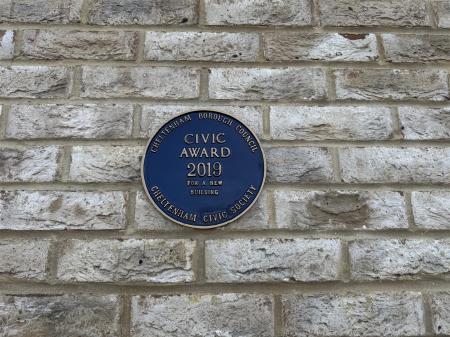 CHELTENHAM BOROUGH COUNCIL
CIVIC
AWARD
2019
FOR A NEW
BUILDING
CHELTENHAM CIVIC SOCIETY